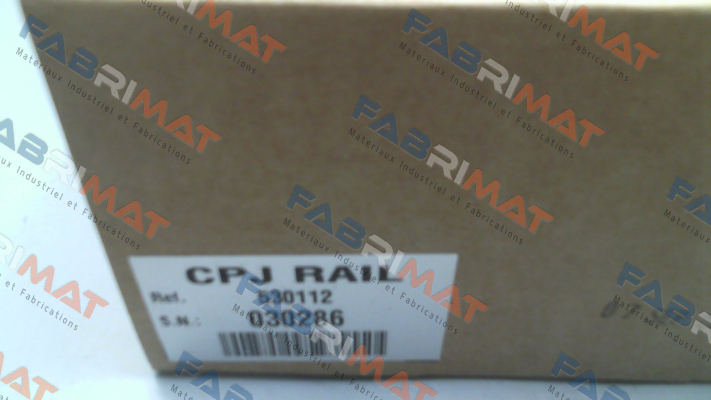 CPJ RAIL
Ref. 530112
S.N.: 030286
FABRIMAT
Materiaux Industriel et Fabrications